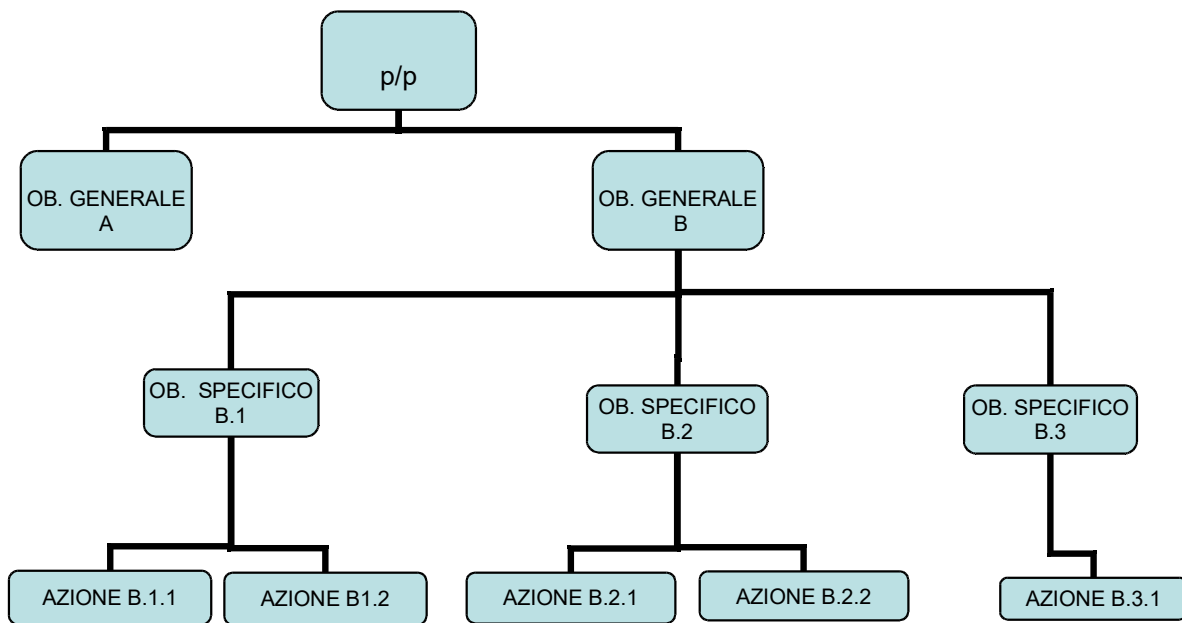 p/p
OB. GENERALE
A
OB. GENERALE
B
OB. SPECIFICO
B.1
OB. SPECIFICO
B.2
OB. SPECIFICO
B.3
AZIONE B.1.1
AZIONE B1.2
AZIONE B.2.1
AZIONE B.2.2
AZIONE B.3.1